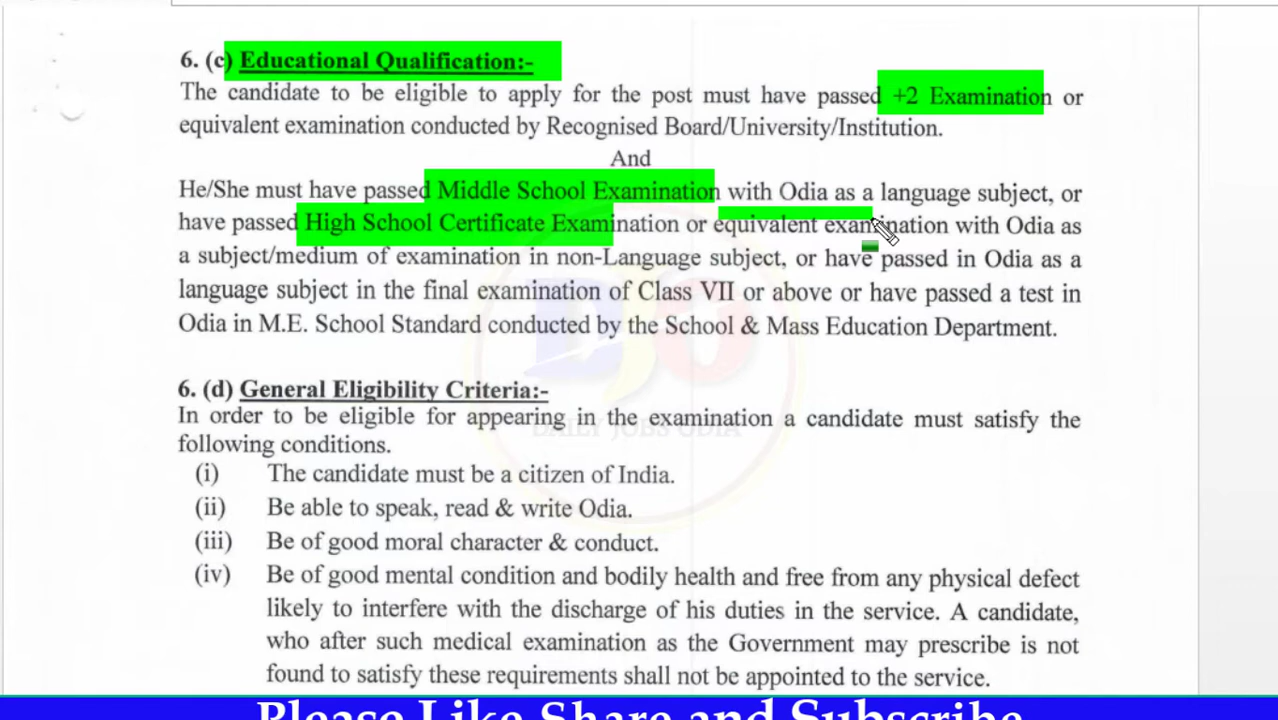 6. (c) Educational Qualification:-
The candidate to be eligible to apply for the post must have passed +2 Examination or
equivalent examination conducted by Recognised Board/University/Institution.
And
He/She must have passed Middle School Examination with Odia as a language subject, or
have passed High School Certificate Examination or equivalent examination with Odia as
a subject/medium of examination in non-Language subject, or have passed in Odia as a
language subject in the final examination of Class VII or above or have passed a test in
Odia in M.E. School Standard conducted by the School & Mass Education Department.
DJO
6. (d) General Eligibility Criteria:-
In order to be eligible for appearing in the examination a candidate must satisfy the
DAILY JOBS ODIA
following conditions.
(i) The candidate must be a citizen of India.
(ii) Be able to speak, read & write Odia.
(iii) Be of good moral character & conduct.
(iv) Be of good mental condition and bodily health and free from any physical defect
likely to interfere with the discharge of his duties in the service. A candidate,
who after such medical examination as the Government may prescribe is not
found to satisfy these requirements shall not be appointed to the service.
Please Like Share and Subscribe